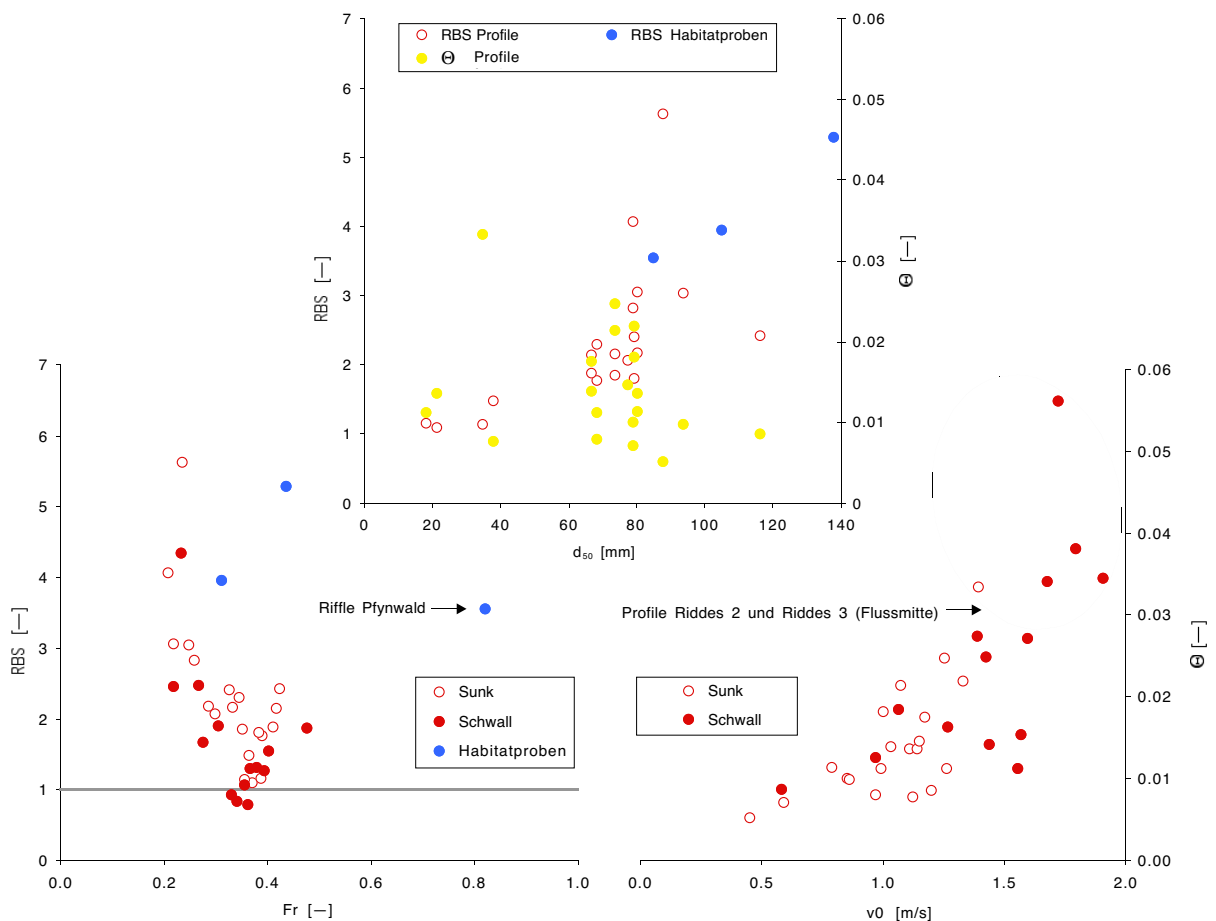 7
6
5
4
3
2
1
0
RBS [—]
RBS Profile
RBS Habitatproben
Θ Profile
0.06
0.05
0.04
0.03
0.02
0.01
0
Θ [—]
0 20 40 60 80 100 120 140
d₅₀ [mm]
7
6
5
4
3
2
1
0
RBS [—]
Riffle Pfynwald
Sunk
Schwall
Habitatproben
0.0 0.2 0.4 0.6 0.8 1.0
Fr [—]
Profile Riddes 2 und Riddes 3 (Flussmitte)
Sunk
Schwall
0.06
0.05
0.04
0.03
0.02
0.01
0.00
Θ [—]
0.0 0.5 1.0 1.5 2.0
v0 [m/s]